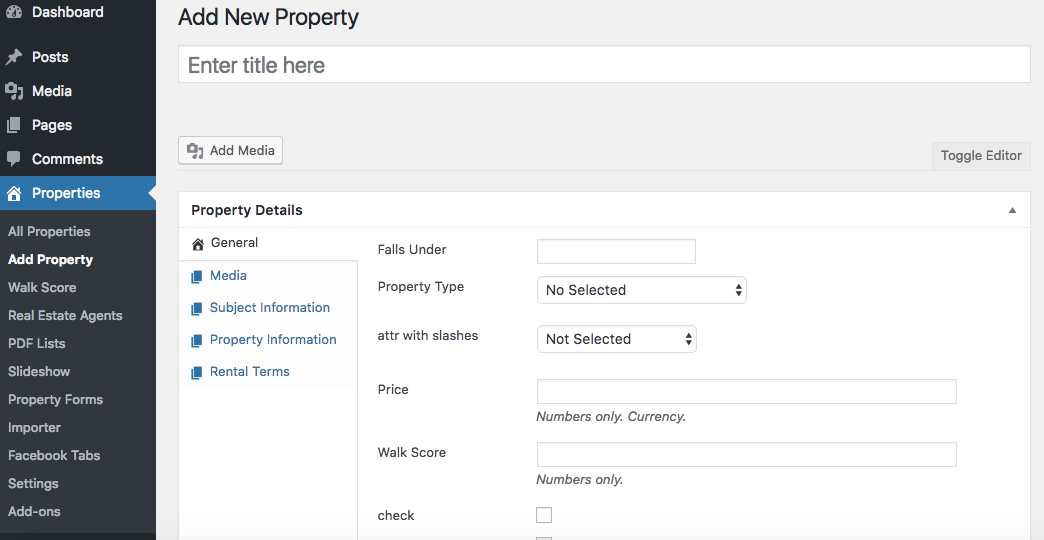 Dashboard
Posts
Media
Pages
Comments
Properties
All Properties
Add Property
Walk Score
Real Estate Agents
PDF Lists
Slideshow
Property Forms
Importer
Facebook Tabs
Settings
Add-ons
Add New Property
Enter title here
Add Media
Toggle Editor
Property Details
General
Media
Subject Information
Property Information
Rental Terms
Falls Under
Property Type No Selected
attr with slashes Not Selected
Price
Numbers only. Currency.
Walk Score
Numbers only.
check